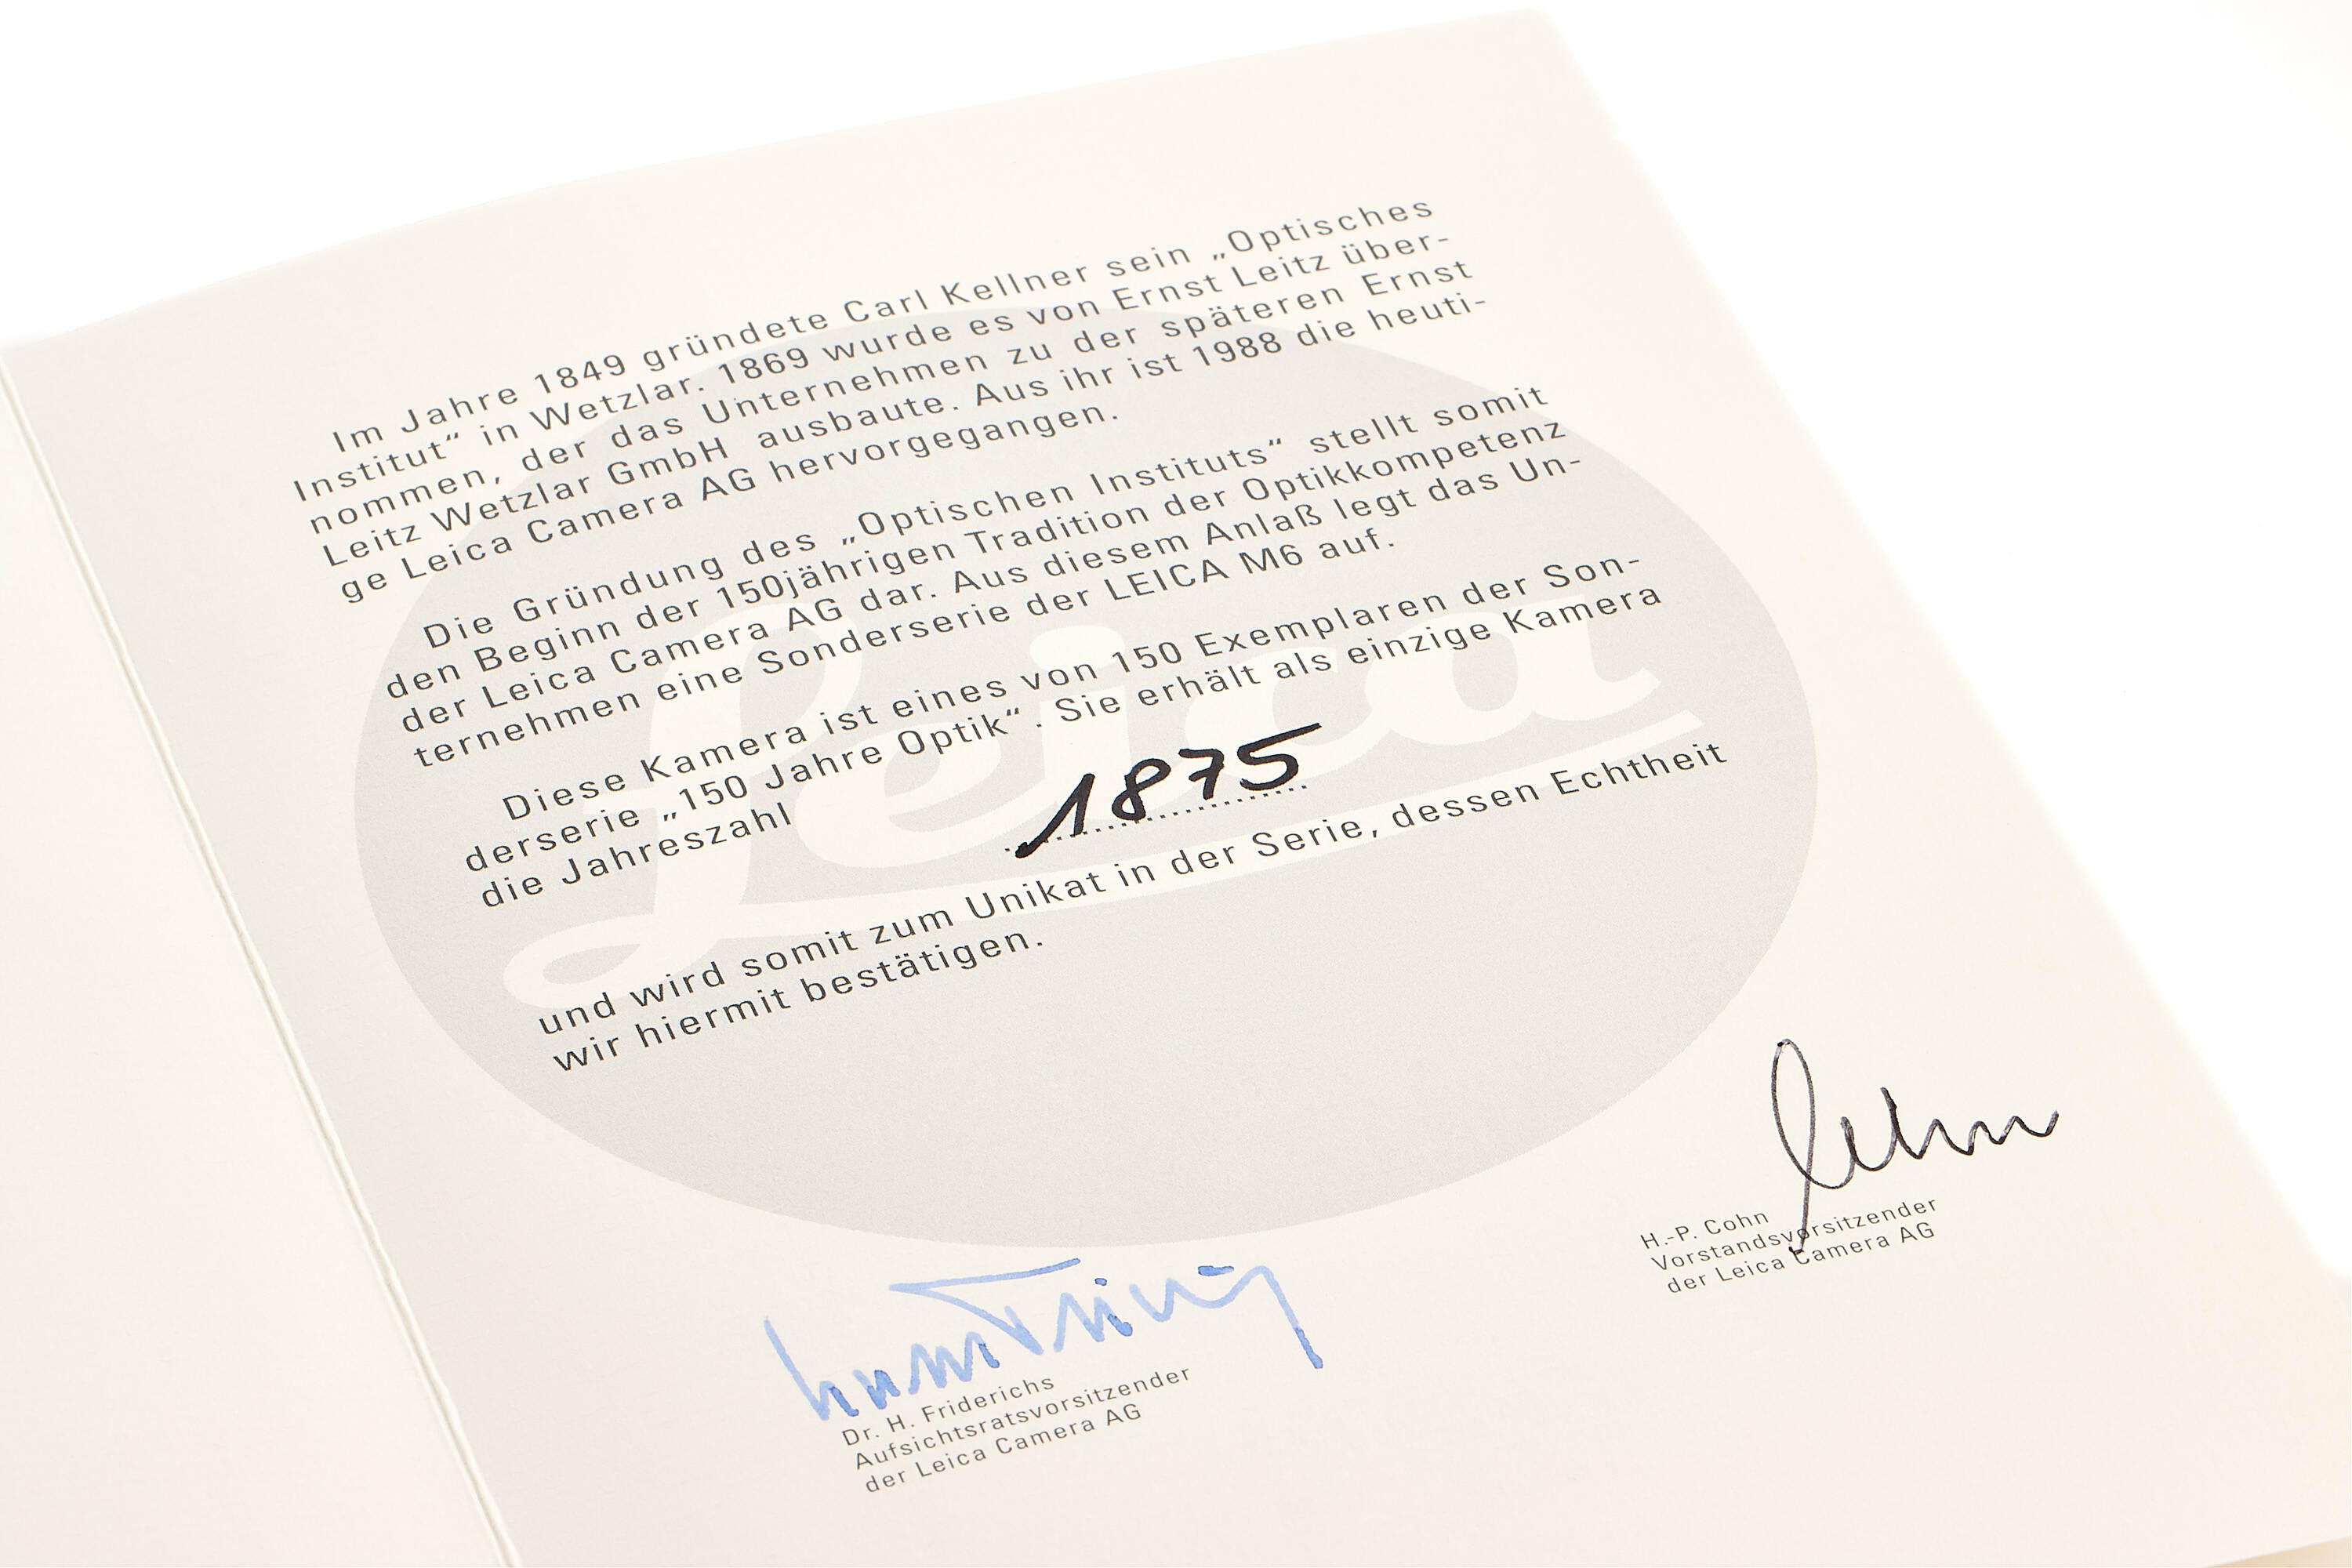 Im Jahre 1849 gründete Carl Kellner sein „Optisches
Institut“ in Wetzlar. 1869 wurde es von Ernst Leitz über-
nommen, der das Unternehmen zu der späteren Ernst
Leitz Wetzlar GmbH ausbaute. Aus ihr ist 1988 die heuti-
ge Leica Camera AG hervorgegangen.
Die Gründung des „Optischen Instituts“ stellt somit
den Beginn der 150jährigen Tradition der Optikkompetenz
der Leica Camera AG dar. Aus diesem Anlaß legt das Un-
ternehmen eine Sonderserie der LEICA M6 auf.
Diese Kamera ist eines von 150 Exemplaren der Son-
derserie „150 Jahre Optik“ . Sie erhält als einzige Kamera
die Jahreszahl 1875
und wird somit zum Unikat in der Serie, dessen Echtheit
wir hiermit bestätigen.
Leica
H.-P. Cohn
Vorstandsvorsitzender
der Leica Camera AG
Dr. H. Friderichs
Aufsichtsratsvorsitzender
der Leica Camera AG